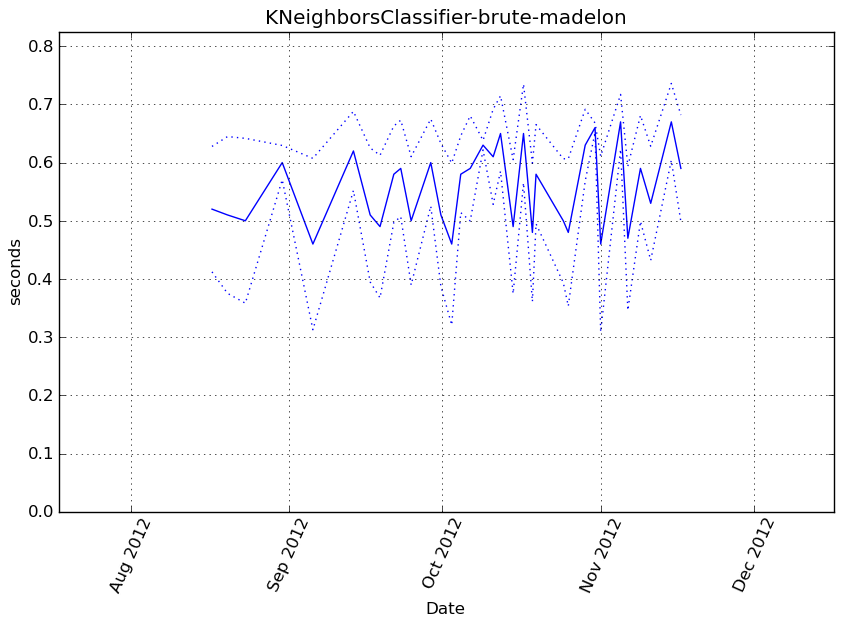 KNeighborsClassifier-brute-madelon
0.8
0.7
0.6
0.5
0.4
0.3
0.2
0.1
0.0
seconds
Aug 2012
Sep 2012
Oct 2012
Nov 2012
Dec 2012
Date